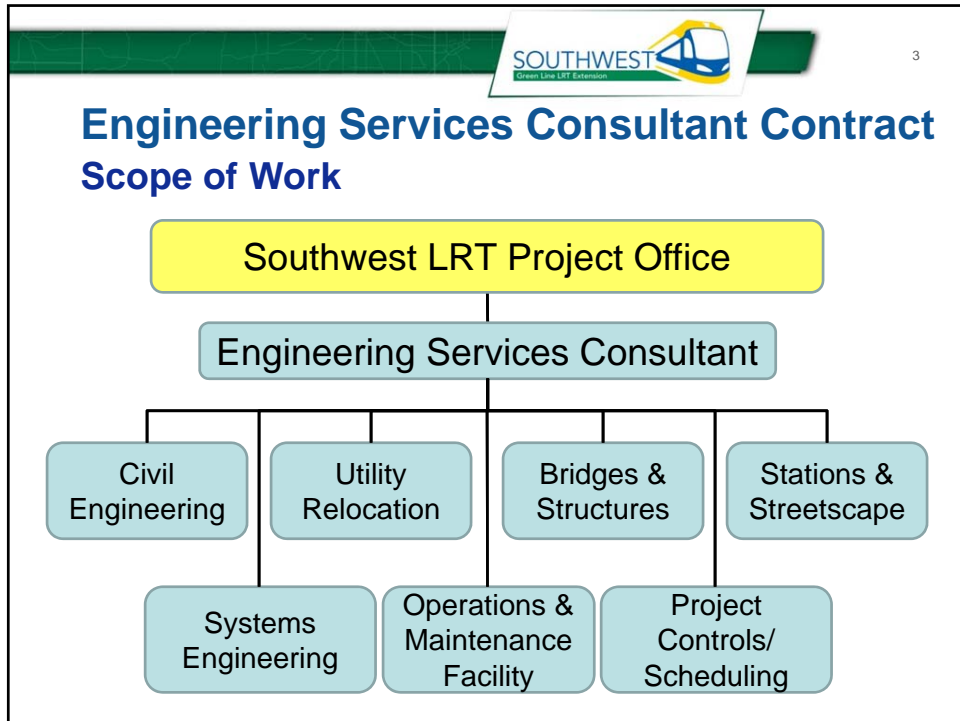 SOUTHWEST
Green Line LRT Extension
3
Engineering Services Consultant Contract
Scope of Work
Southwest LRT Project Office
Engineering Services Consultant
Civil
Engineering
Utility
Relocation
Bridges &
Structures
Stations &
Streetscape
Systems
Engineering
Operations &
Maintenance
Facility
Project
Controls/
Scheduling